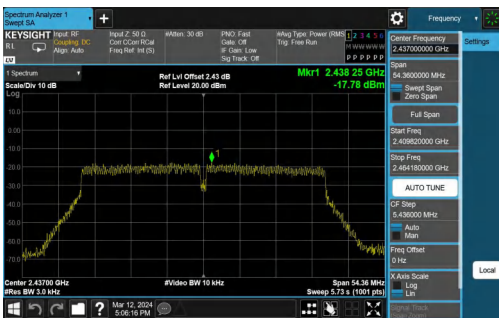 Spectrum Analyzer 1
Swept SA
Frequency
KEYSIGHT
RL
Input: RF
Coupling: DC
Align: Auto
Input Z: 50 Ω
Corr CCorr RCal
Freq Ref: Int (S)
#Atten: 30 dB
PNO: Fast
Gate: Off
IF Gain: Low
Sig Track: Off
#Avg Type: Power (RMS
Trig: Free Run
1 2 3 4 5 6
M W W W W W
P P P P P P
LV
1 Spectrum
Scale/Div 10 dB
Log
Ref Lvl Offset 2.43 dB
Ref Level 20.00 dBm
Mkr1 2.438 25 GHz
-17.78 dBm
1
10.0
0.00
-10.0
-20.0
-30.0
-40.0
-50.0
-60.0
-70.0
Center 2.43700 GHz
#Res BW 3.0 kHz
#Video BW 10 kHz
Span 54.36 MHz
Sweep 5.73 s (1001 pts)
Mar 12, 2024
5:06:16 PM
Center Frequency
2.437000000 GHz
Settings
Span
54.3600000 MHz
Swept Span
Zero Span
Full Span
Start Freq
2.409820000 GHz
Stop Freq
2.464180000 GHz
AUTO TUNE
CF Step
5.436000 MHz
Auto
Man
Freq Offset
0 Hz
X Axis Scale
Log
Lin
Local
Signal Track